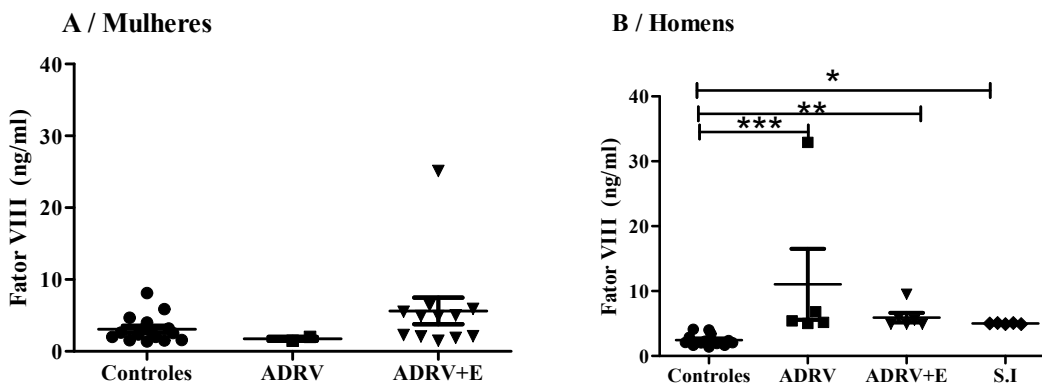 A / Mulheres
Fator VIII (ng/ml)
40
30
20
10
0
Controles ADRV ADRV+E
B / Homens
Fator VIII (ng/ml)
40
30
20
10
0
*
**
***
Controles ADRV ADRV+E S.I